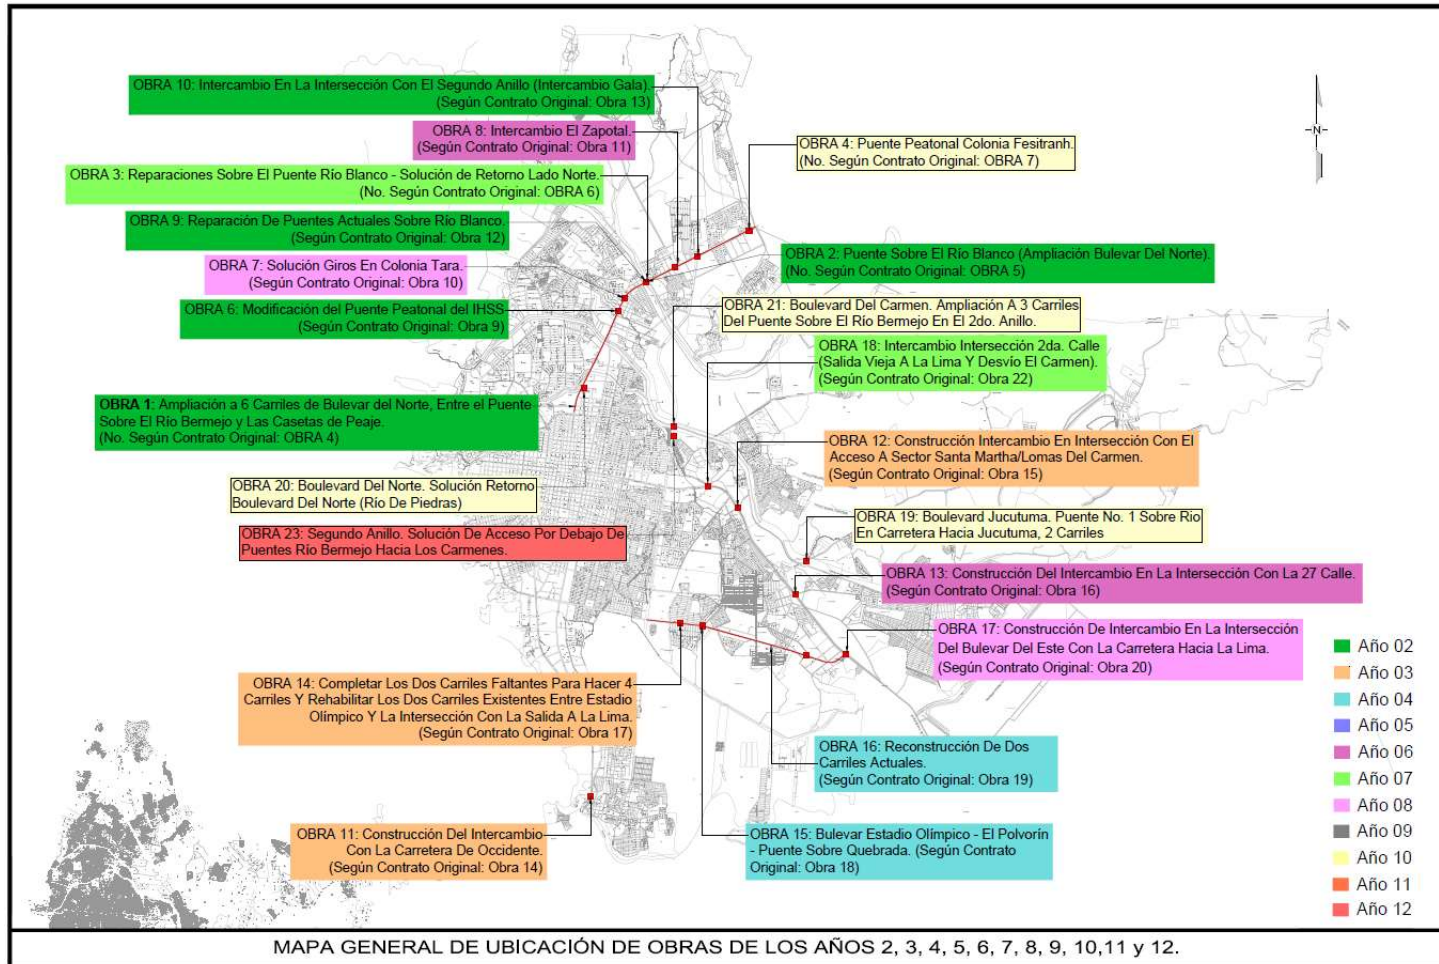 OBRA 10: Intercambio En La Intersección Con El Segundo Anillo (Intercambio Gala).
(Según Contrato Original: Obra 13)
OBRA 8: Intercambio El Zapotal.
(Según Contrato Original: Obra 11)
OBRA 4: Puente Peatonal Colonia Fesitranh.
(No. Según Contrato Original: OBRA 7)
-N-
OBRA 3: Reparaciones Sobre El Puente Río Blanco - Solución de Retorno Lado Norte.
(No. Según Contrato Original: OBRA 6)
OBRA 9: Reparación De Puentes Actuales Sobre Río Blanco.
(Según Contrato Original: Obra 12)
OBRA 2: Puente Sobre El Río Blanco (Ampliación Bulevar Del Norte).
(No. Según Contrato Original: OBRA 5)
OBRA 7: Solución Giros En Colonia Tara.
(Según Contrato Original: Obra 10)
OBRA 6: Modificación del Puente Peatonal del IHSS
(Según Contrato Original: Obra 9)
OBRA 21: Boulevard Del Carmen. Ampliación A 3 Carriles
Del Puente Sobre El Río Bermejo En El 2do. Anillo.
OBRA 18: Intercambio Intersección 2da. Calle
(Salida Vieja A La Lima Y Desvío El Carmen).
(Según Contrato Original: Obra 22)
OBRA 1: Ampliación a 6 Carriles de Bulevar del Norte, Entre el Puente
Sobre El Río Bermejo y Las Casetas de Peaje.
(No. Según Contrato Original: OBRA 4)
OBRA 12: Construcción Intercambio En Intersección Con El
Acceso A Sector Santa Martha/Lomas Del Carmen.
(Según Contrato Original: Obra 15)
OBRA 20: Boulevard Del Norte. Solución Retorno
Boulevard Del Norte (Río De Piedras)
OBRA 19: Boulevard Jucutuma. Puente No. 1 Sobre Rio
En Carretera Hacia Jucutuma, 2 Carriles
OBRA 23: Segundo Anillo. Solución De Acceso Por Debajo De
Puentes Río Bermejo Hacia Los Carmenes.
OBRA 13: Construcción Del Intercambio En La Intersección Con La 27 Calle.
(Según Contrato Original: Obra 16)
OBRA 17: Construcción De Intercambio En La Intersección
Del Bulevar Del Este Con La Carretera Hacia La Lima.
(Según Contrato Original: Obra 20)
OBRA 14: Completar Los Dos Carriles Faltantes Para Hacer 4
Carriles Y Rehabilitar Los Dos Carriles Existentes Entre Estadio
Olímpico Y La Intersección Con La Salida A La Lima.
(Según Contrato Original: Obra 17)
OBRA 16: Reconstrucción De Dos
Carriles Actuales.
(Según Contrato Original: Obra 19)
OBRA 11: Construcción Del Intercambio
Con La Carretera De Occidente.
(Según Contrato Original: Obra 14)
OBRA 15: Bulevar Estadio Olímpico - El Polvorín
- Puente Sobre Quebrada. (Según Contrato
Original: Obra 18)
Año 02
Año 03
Año 04
Año 05
Año 06
Año 07
Año 08
Año 09
Año 10
Año 11
Año 12
MAPA GENERAL DE UBICACIÓN DE OBRAS DE LOS AÑOS 2, 3, 4, 5, 6, 7, 8, 9, 10,11 y 12.